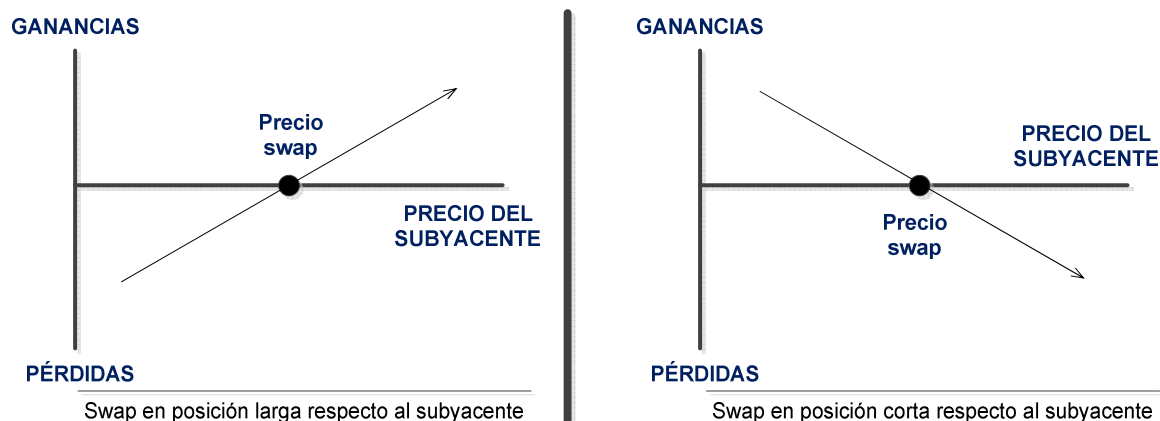 GANANCIAS
Precio
swap
PRECIO DEL
SUBYACENTE
PÉRDIDAS
Swap en posición larga respecto al subyacente
GANANCIAS
PRECIO DEL
SUBYACENTE
Precio
swap
PÉRDIDAS
Swap en posición corta respecto al subyacente